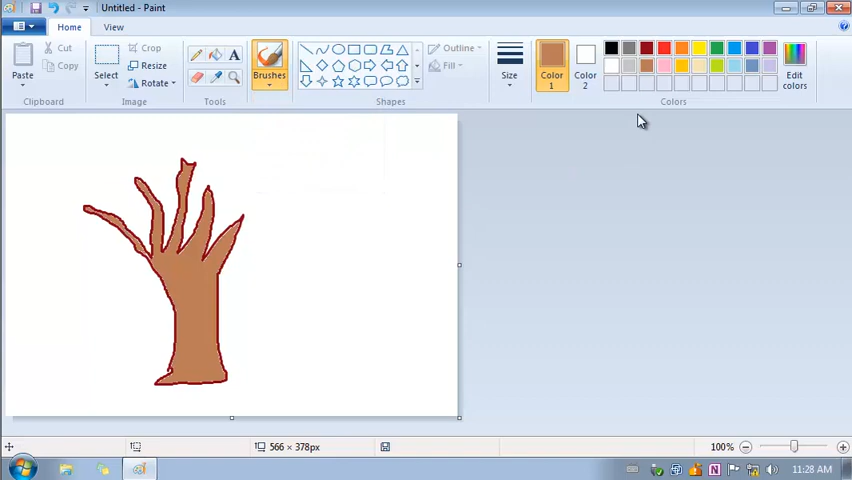 Untitled - Paint
Home View
Paste
Cut
Copy
Clipboard
Select
Crop
Resize
Rotate
Image
A
Tools
Brushes
Shapes
Outline
Fill
Size
Color 1
Color 2
Edit colors
Colors
566 × 378px
100%
11:28 AM